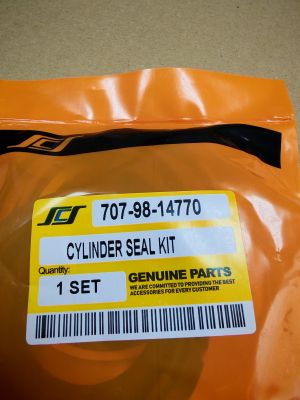 SCS
SCS 707-98-14770
CYLINDER SEAL KIT
Quantity:
1 SET
GENUINE PARTS
WE ARE COMMITTED TO PROVIDING THE BEST
ACCESSORIES FOR EVERY CUSTOMER